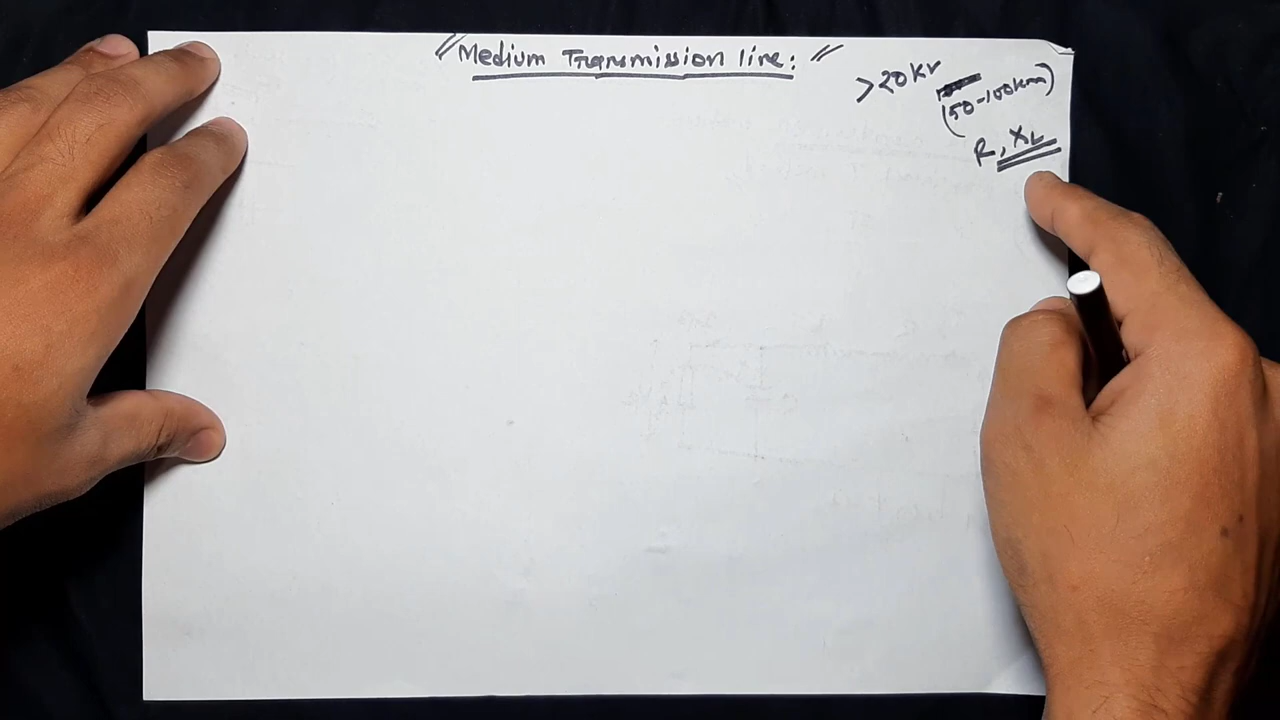 "Medium Transmission line: "
>20kv
(50-100km)
R, XL